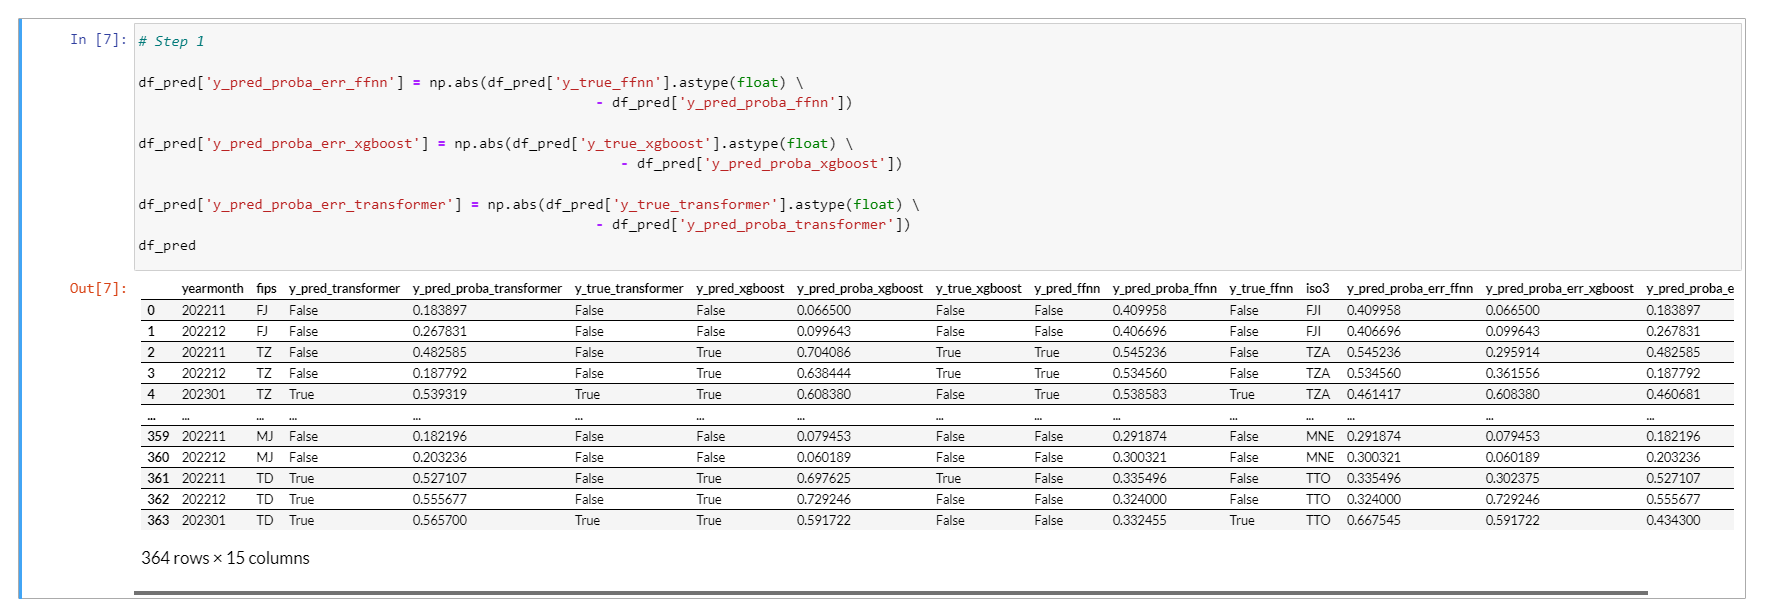 In [7]: # Step 1
df_pred['y_pred_proba_err_ffnn'] = np.abs(df_pred['y_true_ffnn'].astype(float) \
- df_pred['y_pred_proba_ffnn'])
df_pred['y_pred_proba_err_xgboost'] = np.abs(df_pred['y_true_xgboost'].astype(float) \
- df_pred['y_pred_proba_xgboost'])
df_pred['y_pred_proba_err_transformer'] = np.abs(df_pred['y_true_transformer'].astype(float) \
- df_pred['y_pred_proba_transformer'])
df_pred
Out[7]: yearmonth fips y_pred_transformer y_pred_proba_transformer y_true_transformer y_pred_xgboost y_pred_proba_xgboost y_true_xgboost y_pred_ffnn y_pred_proba_ffnn y_true_ffnn iso3 y_pred_proba_err_ffnn y_pred_proba_err_xgboost y_pred_proba_e
0 202211 FJ False 0.183897 False False 0.066500 False False 0.409958 False FJI 0.409958 0.066500 0.183897
1 202212 FJ False 0.267831 False False 0.099643 False False 0.406696 False FJI 0.406696 0.099643 0.267831
2 202211 TZ False 0.482585 False True 0.704086 True True 0.545236 False TZA 0.545236 0.295914 0.482585
3 202212 TZ False 0.187792 False True 0.638444 True True 0.534560 False TZA 0.534560 0.361556 0.187792
4 202301 TZ True 0.539319 True True 0.608380 False True 0.538583 True TZA 0.461417 0.608380 0.460681
... ... ... ... ... ... ... ... ... ... ... ... ... ... ... ...
359 202211 MJ False 0.182196 False False 0.079453 False False 0.291874 False MNE 0.291874 0.079453 0.182196
360 202212 MJ False 0.203236 False False 0.060189 False False 0.300321 False MNE 0.300321 0.060189 0.203236
361 202211 TD True 0.527107 False True 0.697625 True False 0.335496 False TTO 0.335496 0.302375 0.527107
362 202212 TD True 0.555677 False True 0.729246 False False 0.324000 False TTO 0.324000 0.729246 0.555677
363 202301 TD True 0.565700 True True 0.591722 False False 0.332455 True TTO 0.667545 0.591722 0.434300
364 rows × 15 columns